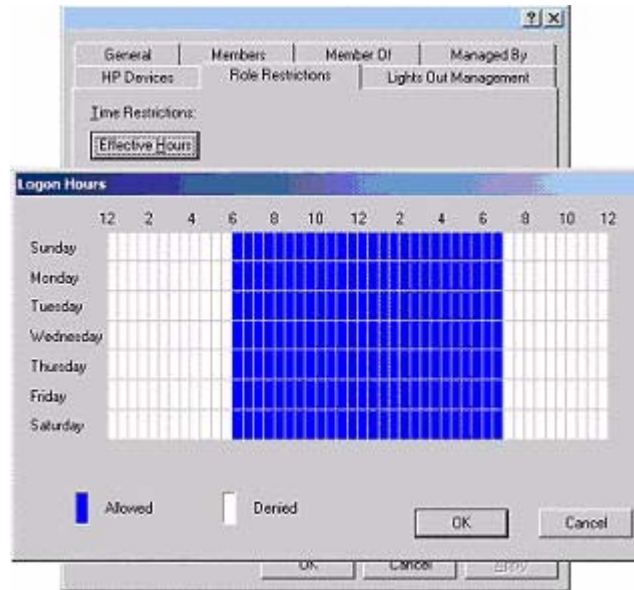 General Members Member Of Managed By
HP Devices Role Restrictions Lights Out Management
Time Restrictions:
Effective Hours
Logon Hours
12 2 4 6 8 10 12 2 4 6 8 10 12
Sunday
Monday
Tuesday
Wednesday
Thursday
Friday
Saturday
Allowed Denied
OK Cancel
OK Cancel Apply